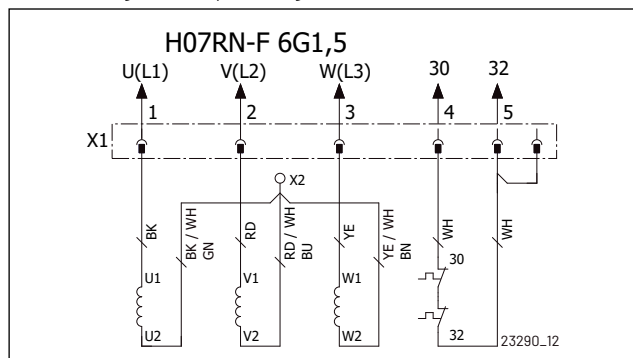 H07RN-F 6G1,5
U(L1) V(L2) W(L3) 30 32
1 2 3 4 5
X1
X2
BK BK / WH GN RD RD / WH BU YE YE / WH BN WH WH
U1 V1 W1 30
U2 V2 W2 32
23290_12